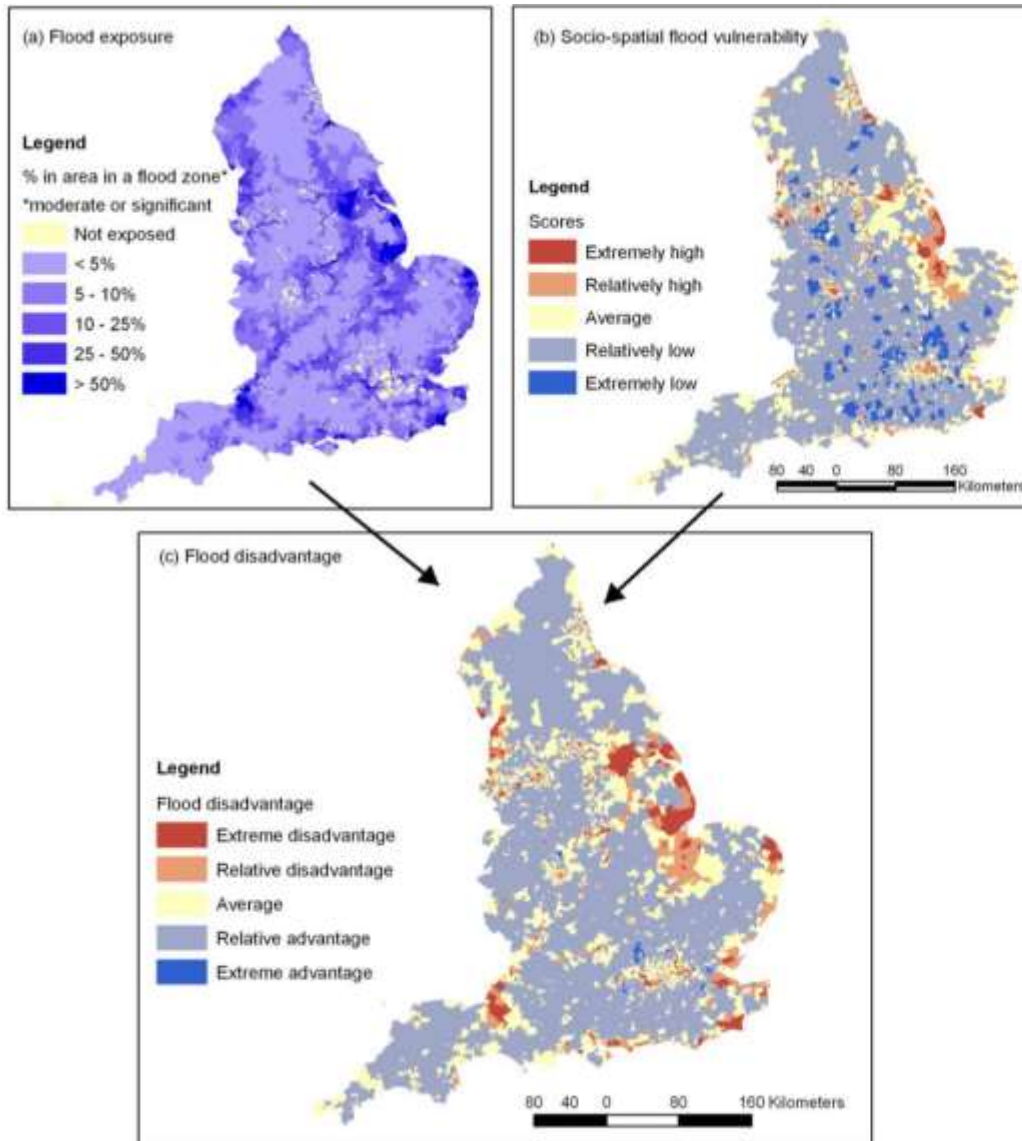 (a) Flood exposure
Legend
% in area in a flood zone*
*moderate or significant
Not exposed
< 5%
5 - 10%
10 - 25%
25 - 50%
> 50%
(b) Socio-spatial flood vulnerability
Legend
Scores
Extremely high
Relatively high
Average
Relatively low
Extremely low
80 40 0 80 160
Kilometers
(c) Flood disadvantage
Legend
Flood disadvantage
Extreme disadvantage
Relative disadvantage
Average
Relative advantage
Extreme advantage
80 40 0 80 160 Kilometers